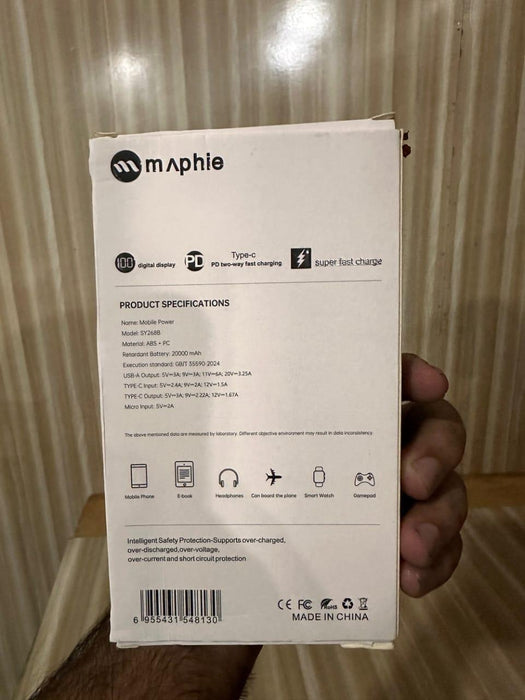 mʌphie
100 digital display
PD
Type-c
PD two-way fast charging
super fast charge
PRODUCT SPECIFICATIONS
Name: Mobile Power
Model: SY268B
Material: ABS + PC
Retardant Battery: 20000 mAh
Execution standard: GB/T 35590-2024
USB-A Output: 5V⎓3A; 9V⎓3A; 11V⎓6A; 20V⎓3.25A
TYPE-C Input: 5V⎓2.4A; 9V⎓2A; 12V⎓1.5A
TYPE-C Output: 5V⎓3A; 9V⎓2.22A; 12V⎓1.67A
Micro Input: 5V⎓2A
The above mentioned data are measured by laboratory. Different objective environment may result in data inconsistency.
Mobile Phone
E-book
Headphones
Can board the plane
Smart Watch
Gamepad
Intelligent Safety Protection-Supports over-charged,
over-discharged,over-voltage,
over-current and short circuit protection
6 955431 548130
CE FC RoHS
MADE IN CHINA